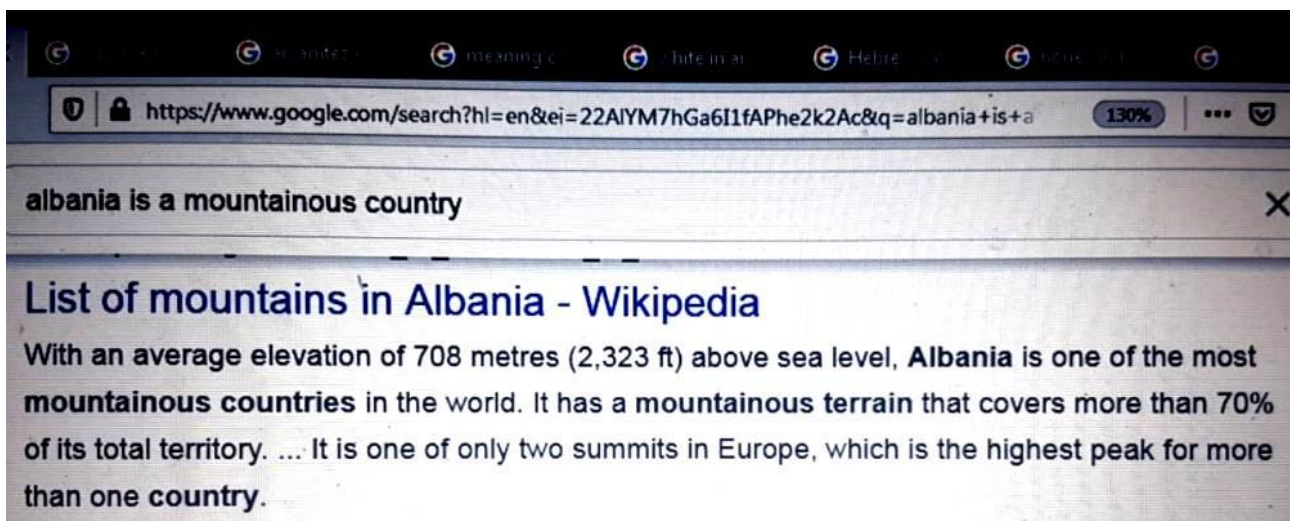 meaning
https://www.google.com/search?hl=en&ei=22AlYM7hGa6I1fAPhe2k2Ac&q=albania+is+a
130%
albania is a mountainous country
List of mountains in Albania - Wikipedia
With an average elevation of 708 metres (2,323 ft) above sea level, Albania is one of the most
mountainous countries in the world. It has a mountainous terrain that covers more than 70%
of its total territory. ... It is one of only two summits in Europe, which is the highest peak for more
than one country.